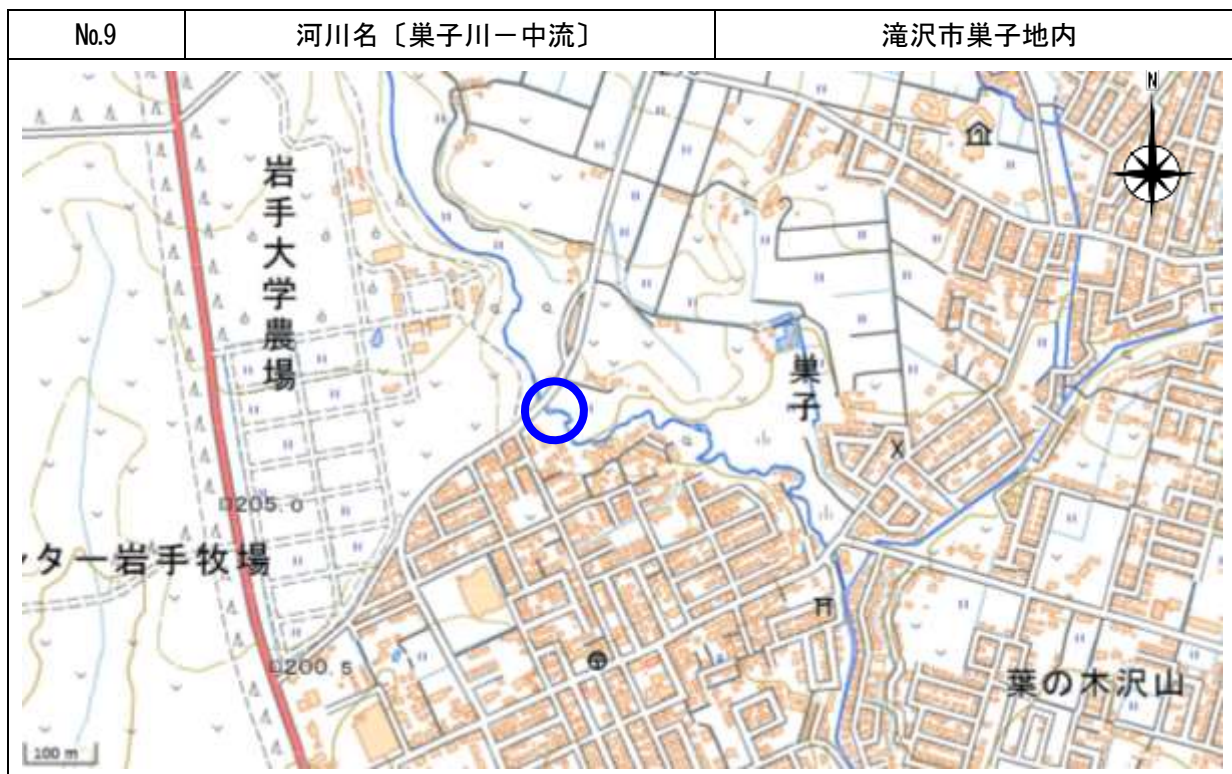 No.9
河川名〔巣子川－中流〕
滝沢市巣子地内
N
岩手大学農場
巣子
205.0
ター岩手牧場
200.5
葉の木沢山
100 m